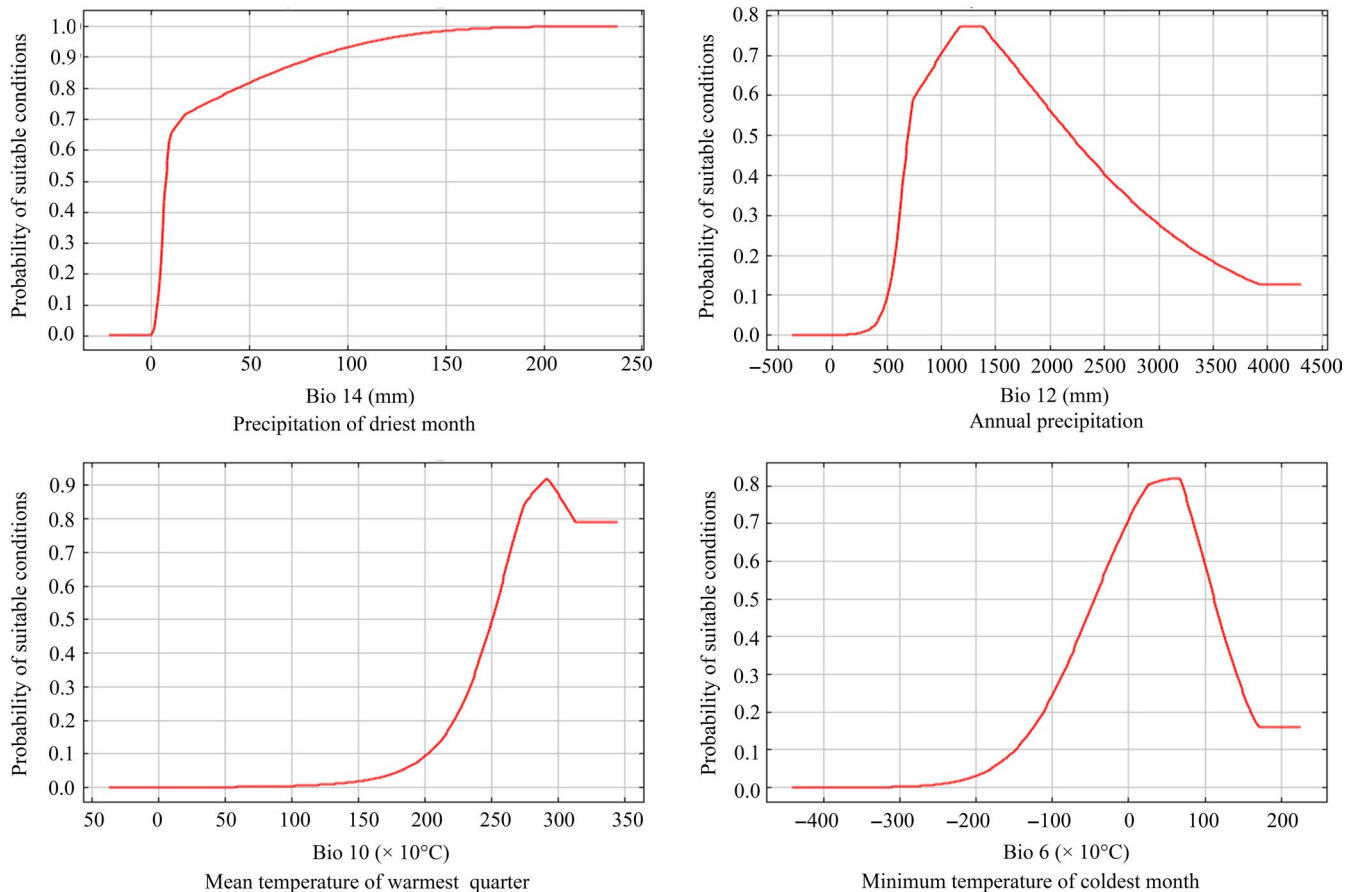 Probability of suitable conditions
1.0
0.9
0.8
0.7
0.6
0.5
0.4
0.3
0.2
0.1
0.0
0 50 100 150 200 250
Bio 14 (mm)
Precipitation of driest month
Probability of suitable conditions
0.8
0.7
0.6
0.5
0.4
0.3
0.2
0.1
0.0
−500 0 500 1000 1500 2000 2500 3000 3500 4000 4500
Bio 12 (mm)
Annual precipitation
Probability of suitable conditions
0.9
0.8
0.7
0.6
0.5
0.4
0.3
0.2
0.1
0.0
50 0 50 100 150 200 250 300 350
Bio 10 (× 10°C)
Mean temperature of warmest quarter
Probability of suitable conditions
0.8
0.7
0.6
0.5
0.4
0.3
0.2
0.1
0.0
−400 −300 −200 −100 0 100 200
Bio 6 (× 10°C)
Minimum temperature of coldest month